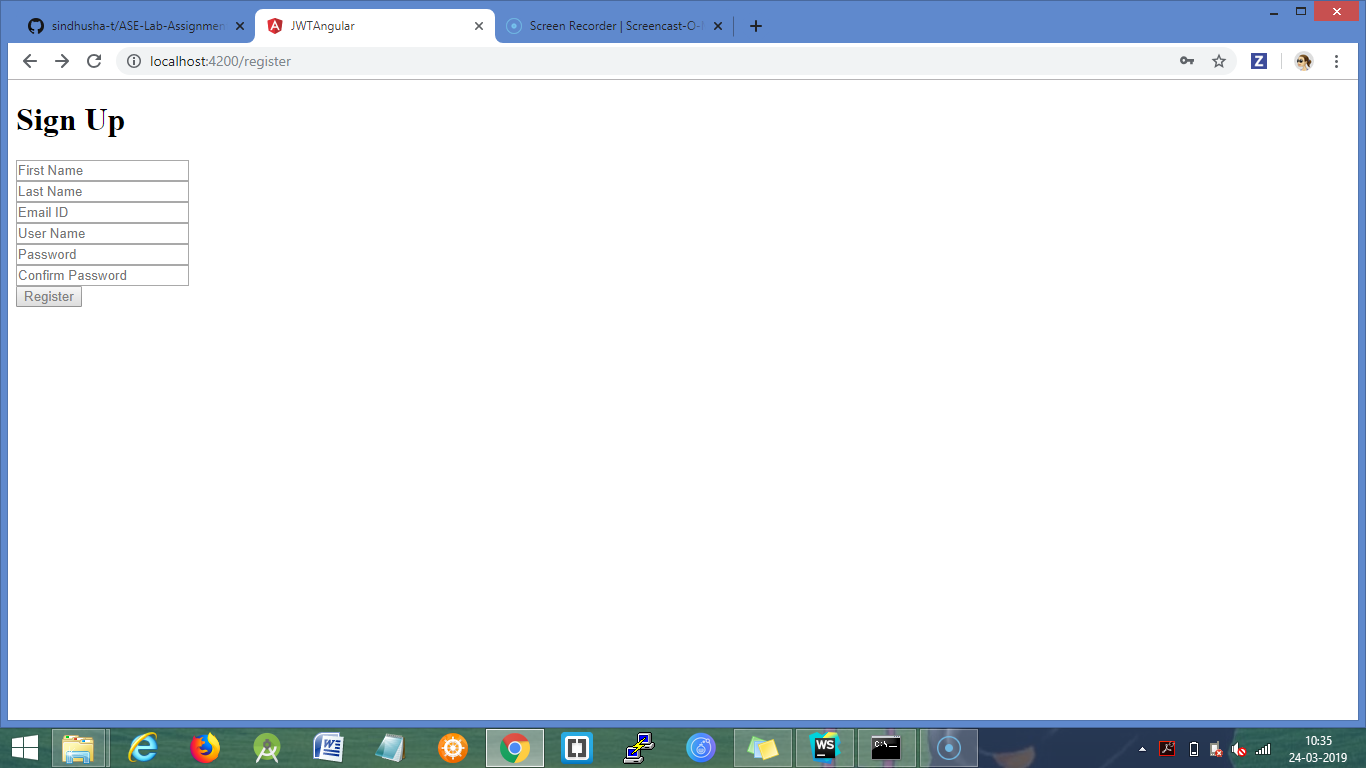 sindhusha-t/ASE-Lab-Assignmen
JWTAngular
Screen Recorder | Screencast-O-
localhost:4200/register
Z
Sign Up
First Name
Last Name
Email ID
User Name
Password
Confirm Password
Register
W
WS
C:\_
10:35
24-03-2019